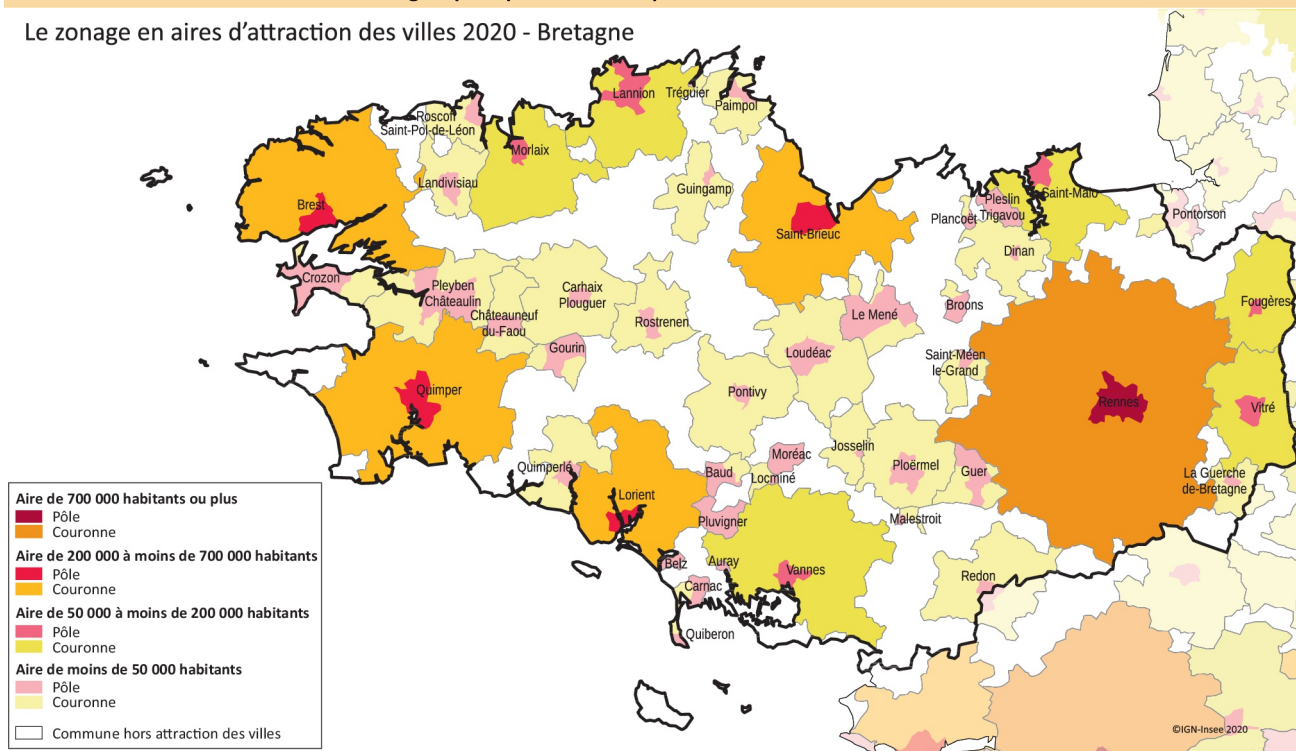 Le zonage en aires d'attraction des villes 2020 - Bretagne
Lannion
Tréguier
Paimpol
Roscoff
Saint-Pol-de-Léon
Morlaix
Landivisiau
Guingamp
Brest
Saint-Brieuc
Saint-Malo
Pleslin
Trigavou
Plancoët
Pontorson
Dinan
Crozon
Pleyben
Châteaulin
Carhaix
Plouguer
Châteauneuf
du-Faou
Rostrenen
Le Mené
Broons
Fougères
Gourin
Loudéac
Saint-Méen
le-Grand
Quimper
Pontivy
Rennes
Vitré
Josselin
Moréac
Ploërmel
Guer
Quimperlé
Baud
Locminé
La Guerche
de-Bretagne
Lorient
Pluvigner
Malestroit
Belz
Auray
Vannes
Redon
Carnac
Quiberon
Aire de 700 000 habitants ou plus
Pôle
Couronne
Aire de 200 000 à moins de 700 000 habitants
Pôle
Couronne
Aire de 50 000 à moins de 200 000 habitants
Pôle
Couronne
Aire de moins de 50 000 habitants
Pôle
Couronne
Commune hors attraction des villes
©IGN-Insee 2020